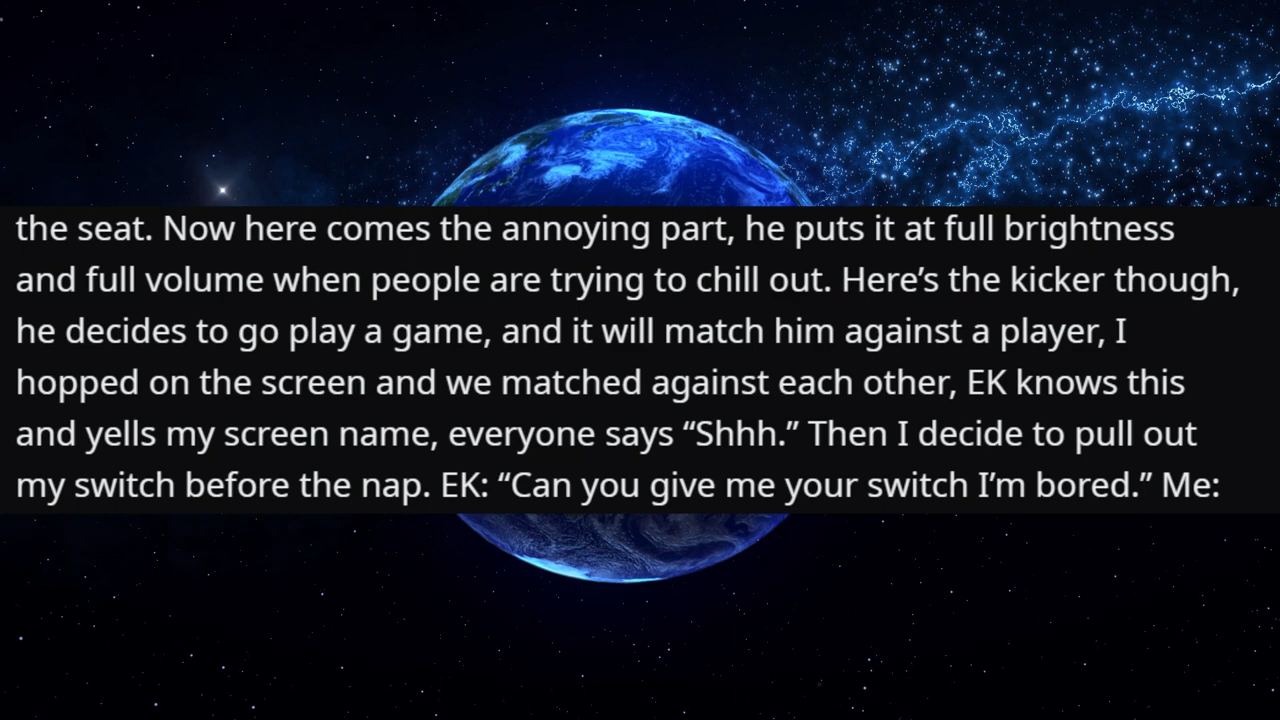 the seat. Now here comes the annoying part, he puts it at full brightness
and full volume when people are trying to chill out. Here’s the kicker though,
he decides to go play a game, and it will match him against a player, I
hopped on the screen and we matched against each other, EK knows this
and yells my screen name, everyone says “Shhh.” Then I decide to pull out
my switch before the nap. EK: “Can you give me your switch I’m bored.” Me: